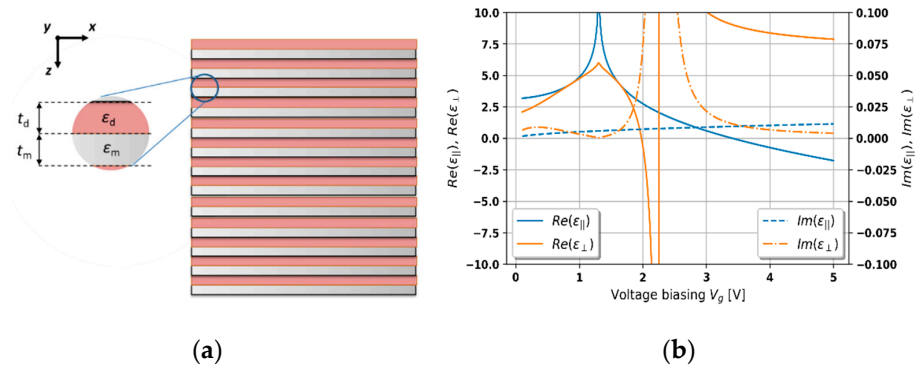 y x
z
t_d ε_d
t_m ε_m
(a)
b)
10.0 0.100
7.5 0.075
5.0 0.050
2.5 0.025
0.0 0.000
−2.5 −0.025
−5.0 −0.050
−7.5 −0.075
−10.0 −0.100
Re(ε_||), Re(ε_⊥)
Im(ε_||), Im(ε_⊥)
Re(ε_||)
Re(ε_⊥)
Im(ε_||)
Im(ε_⊥)
0 1 2 3 4 5
Voltage biasing V_g [V]
(b)